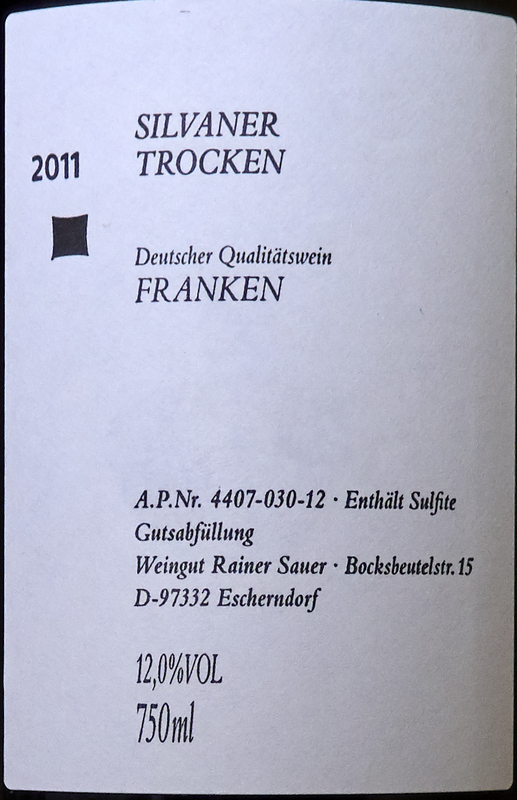 SILVANER
2011
TROCKEN
Deutscher Qualitätswein
FRANKEN
A.P.Nr. 4407-030-12 · Enthält Sulfite
Gutsabfüllung
Weingut Rainer Sauer · Bocksbeutelstr. 15
D-97332 Escherndorf
12,0%VOL
750ml